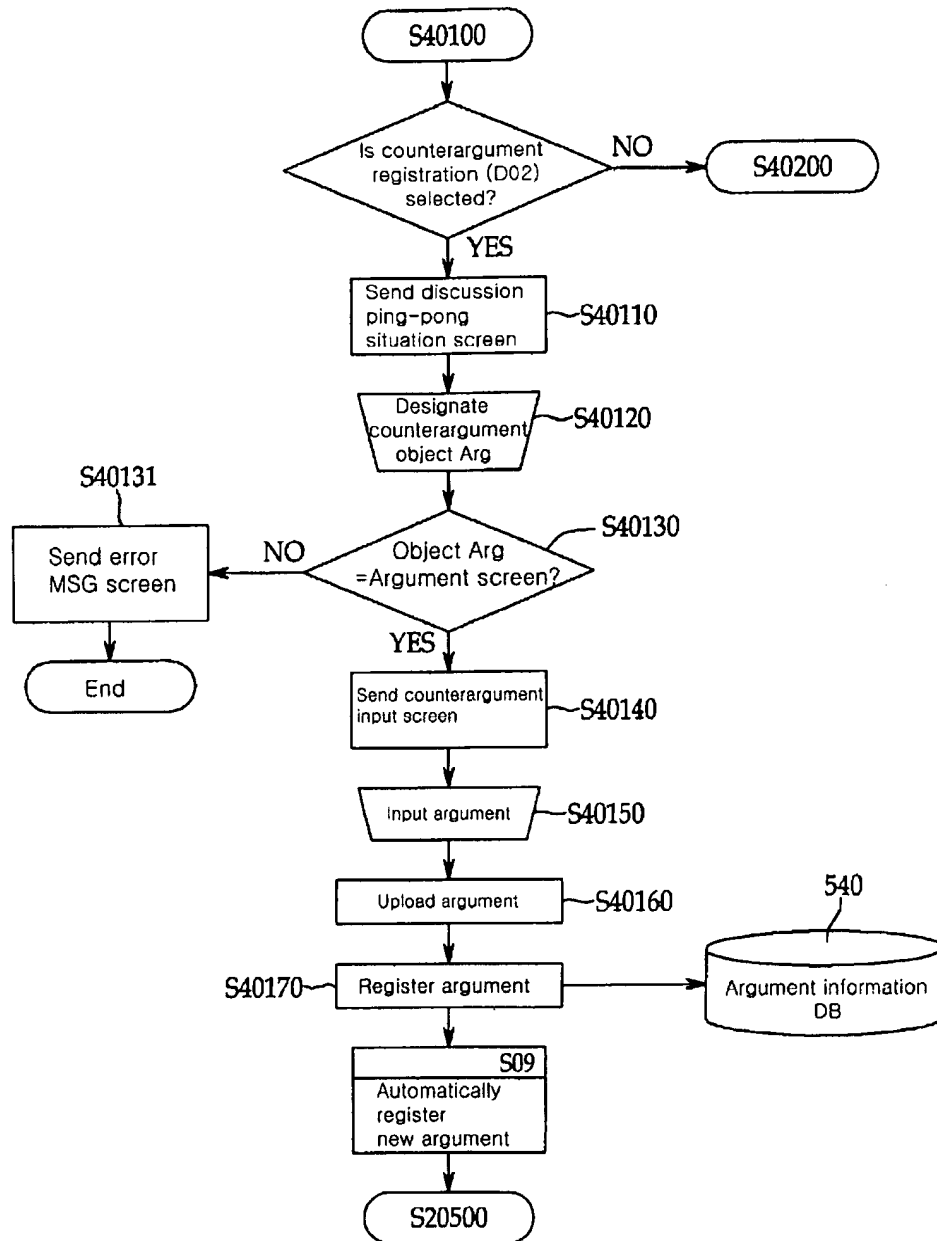 S40100
Is counterargument
registration (D02)
selected?
NO
S40200
YES
Send discussion
ping-pong
situation screen
S40110
Designate
counterargument
object Arg
S40120
S40131
S40130
Send error
MSG screen
NO
Object Arg
=Argument screen?
YES
End
Send counterargument
input screen
S40140
Input argument
S40150
Upload argument
S40160
540
S40170
Register argument
Argument information
DB
S09
Automatically
register
new argument
S20500